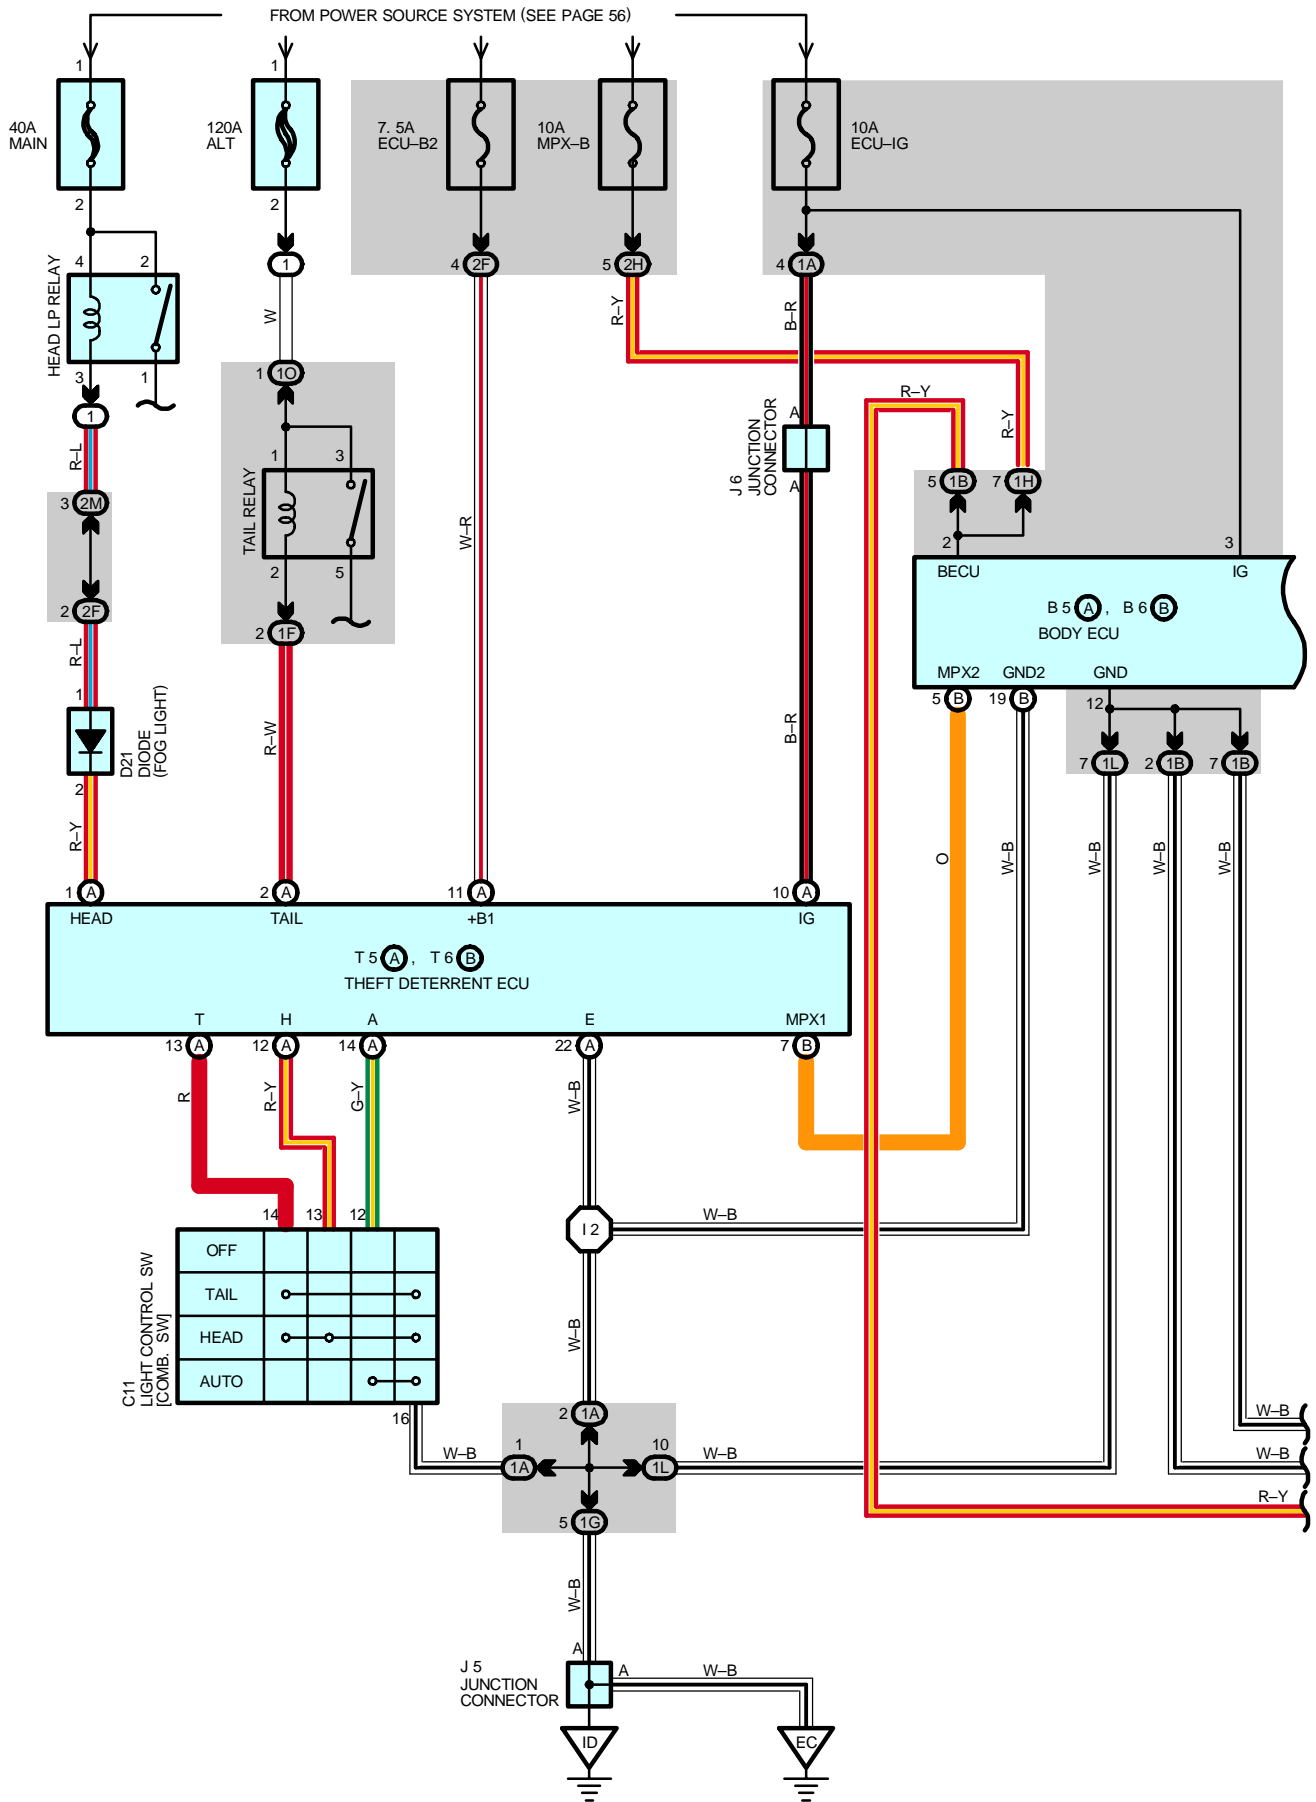 FROM POWER SOURCE SYSTEM (SEE PAGE 56)
1
1
40A
MAIN
120A
ALT
7. 5A
ECU–B2
10A
MPX–B
10A
ECU–IG
2
2
4
2
1
4 2F
5 2H
4 1A
HEAD LP RELAY
W
R–Y
B–R
3
1
1
1 1O
R–Y
R–Y
A
J 6
JUNCTION
CONNECTOR
A
R–L
1
3
TAIL RELAY
3 2M
5 1B
7 1H
W–R
2
3
2
5
BECU
IG
2 2F
2 1F
B 5 A , B 6 B
BODY ECU
R–L
MPX2
GND2
GND
1
5 B
19 B
12
D21
DIODE
(FOG LIGHT)
R–W
B–R
7 1L
2 1B
7 1B
2
R–Y
O
W–B
W–B
W–B
W–B
1 A
2 A
11 A
10 A
HEAD
TAIL
+B1
IG
T 5 A , T 6 B
THEFT DETERRENT ECU
T
H
A
E
MPX1
13 A
12 A
14 A
22 A
7 B
R
R–Y
G–Y
W–B
14
13
12
I 2
W–B
C11
LIGHT CONTROL SW
[COMB. SW]
OFF
TAIL
HEAD
AUTO
W–B
16
2 1A
W–B
W–B
1
1A
10
1L
W–B
W–B
R–Y
5 1G
W–B
A
J 5
JUNCTION
CONNECTOR
A
W–B
ID
EC